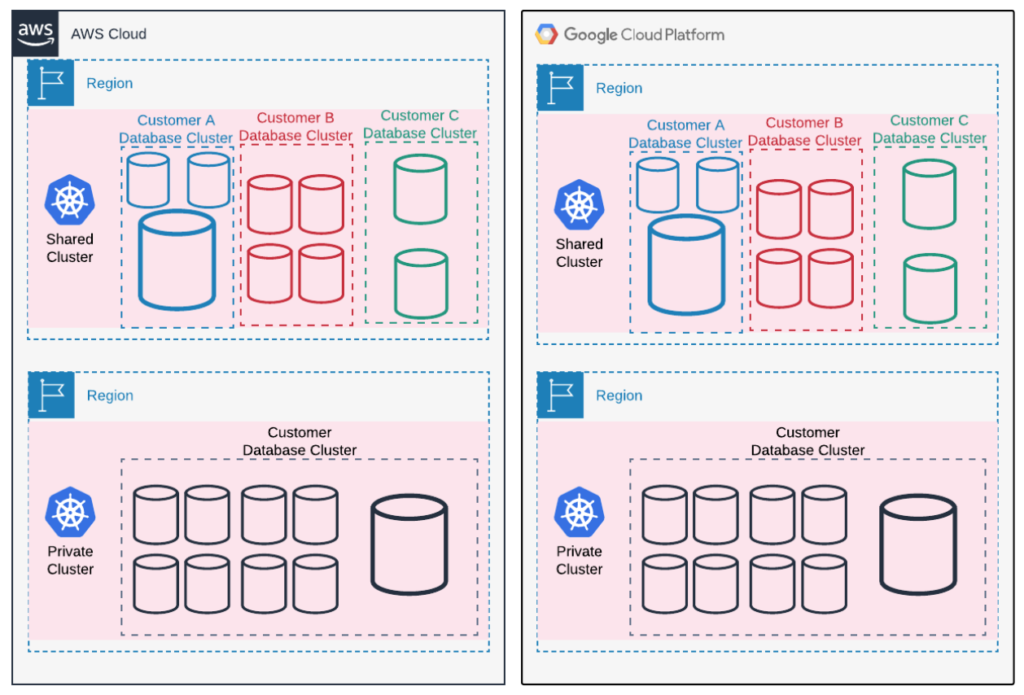 aws
AWS Cloud
Region
Customer A
Database Cluster
Customer B
Database Cluster
Customer C
Database Cluster
Shared
Cluster
Region
Customer
Database Cluster
Private
Cluster
Google Cloud Platform
Region
Customer A
Database Cluster
Customer B
Database Cluster
Customer C
Database Cluster
Shared
Cluster
Region
Customer
Database Cluster
Private
Cluster